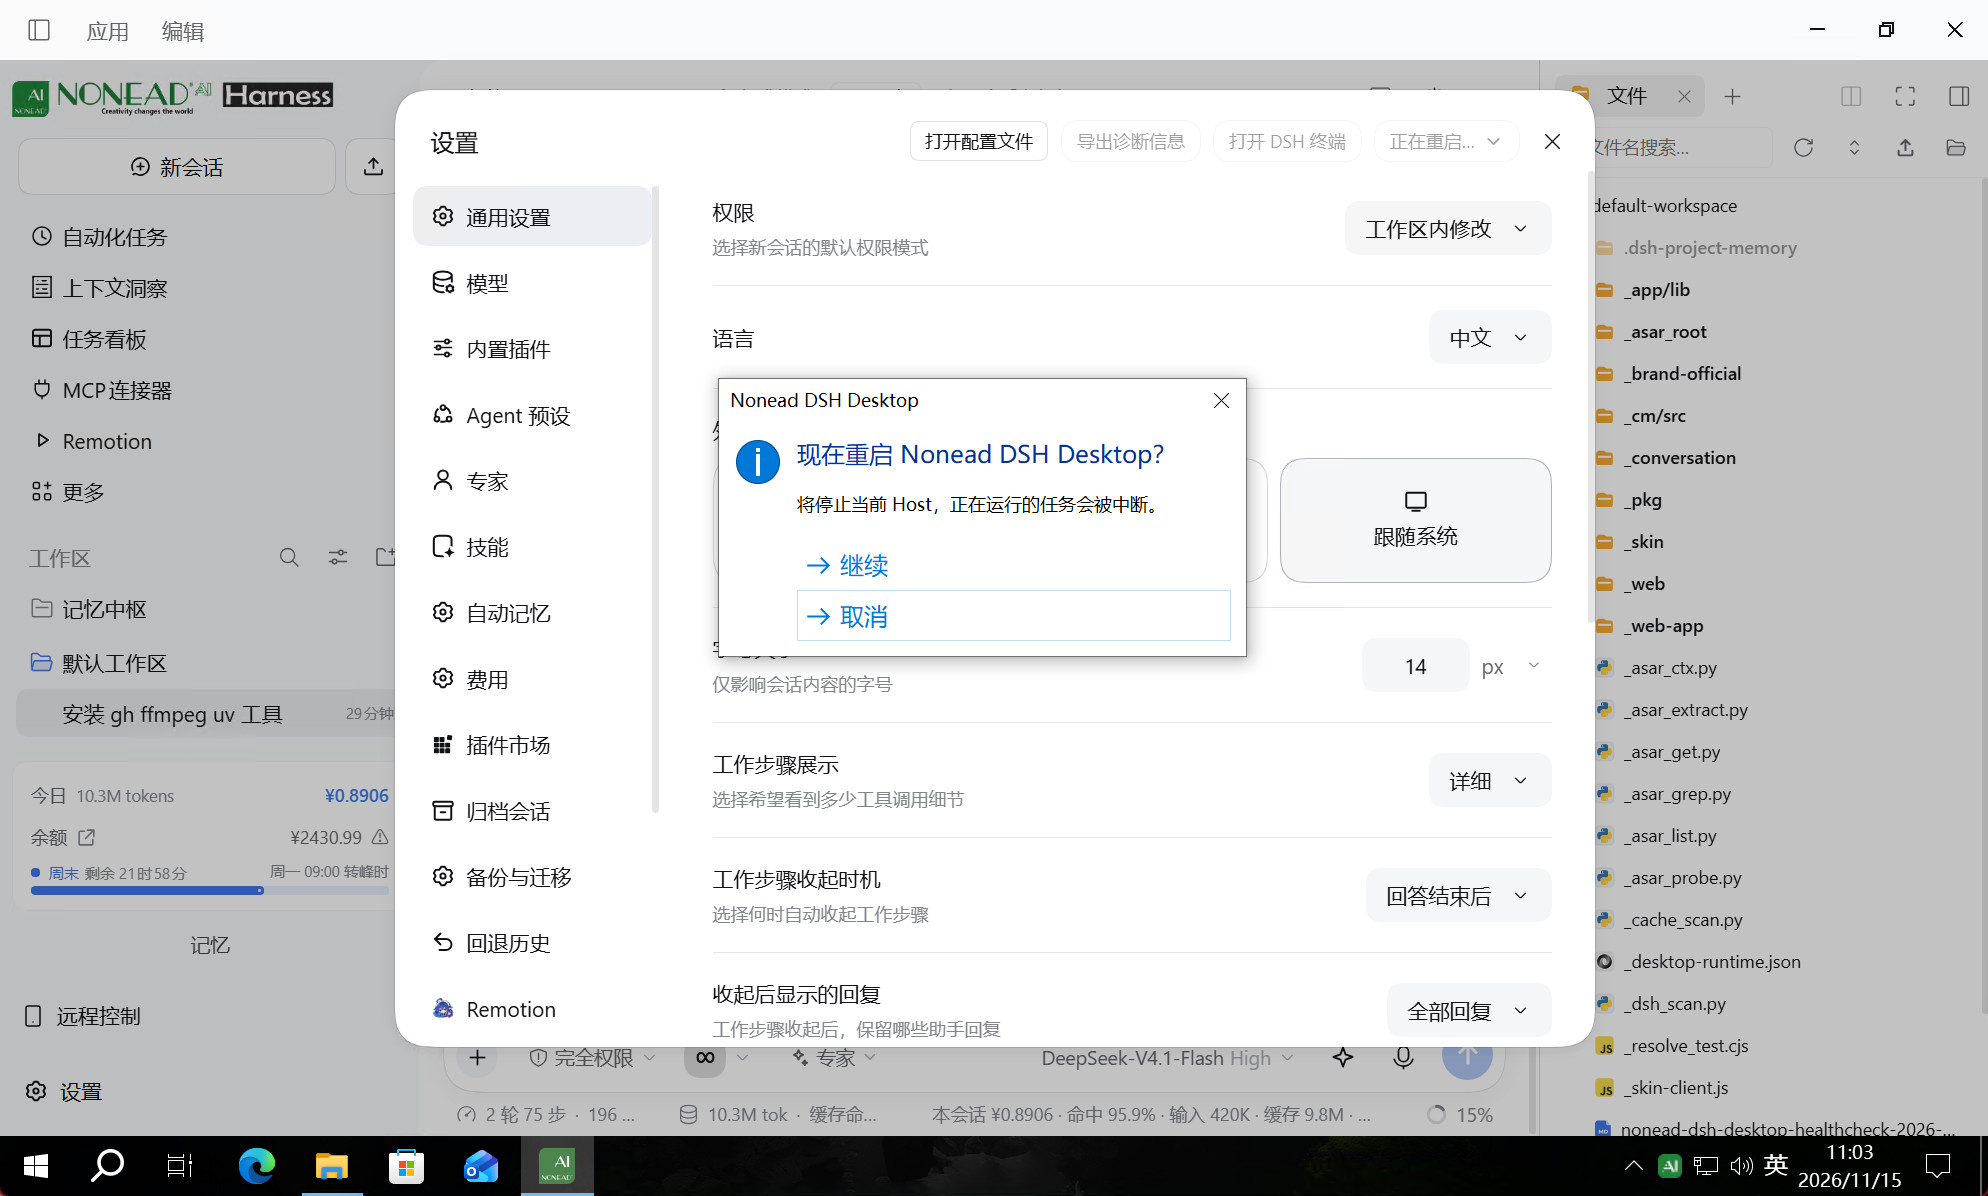 应用 编辑
AI NONEAD NONEAD AI Harness
Creativity changes the world
新会话
自动化任务
上下文洞察
任务看板
MCP 连接器
Remotion
更多
工作区
记忆中枢
默认工作区
安装 gh ffmpeg uv 工具 29分钟
今日 10.3M tokens ¥0.8906
余额 ¥2430.99
周末 剩余 21时58分 周一 09:00 转峰时
记忆
远程控制
设置
设置
打开配置文件 导出诊断信息 打开 DSH 终端 正在重启...
通用设置
模型
内置插件
Agent 预设
专家
技能
自动记忆
费用
插件市场
归档会话
备份与迁移
回退历史
Remotion
权限
选择新会话的默认权限模式
工作区内修改
语言
中文
跟随系统
Nonead DSH Desktop
现在重启 Nonead DSH Desktop?
将停止当前 Host，正在运行的任务会被中断。
继续
取消
仅影响会话内容的字号
14 px
工作步骤展示
选择希望看到多少工具调用细节
详细
工作步骤收起时机
选择何时自动收起工作步骤
回答结束后
收起后显示的回复
工作步骤收起后，保留哪些助手回复
全部回复
完全权限 专家 DeepSeek-V4.1-Flash High
2 轮 75 步 · 196 ... 10.3M tok · 缓存命... 本会话 ¥0.8906 · 命中 95.9% · 输入 420K · 缓存 9.8M · ... 15%
文件
文件名搜索...
default-workspace
.dsh-project-memory
_app/lib
_asar_root
_brand-official
_cm/src
_conversation
_pkg
_skin
_web
_web-app
_asar_ctx.py
_asar_extract.py
_asar_get.py
_asar_grep.py
_asar_list.py
_asar_probe.py
_cache_scan.py
_desktop-runtime.json
_dsh_scan.py
_resolve_test.cjs
_skin-client.js
nonead-dsh-desktop-healthcheck-2026-...
AI NONEAD
AI 英
11:03
2026/11/15